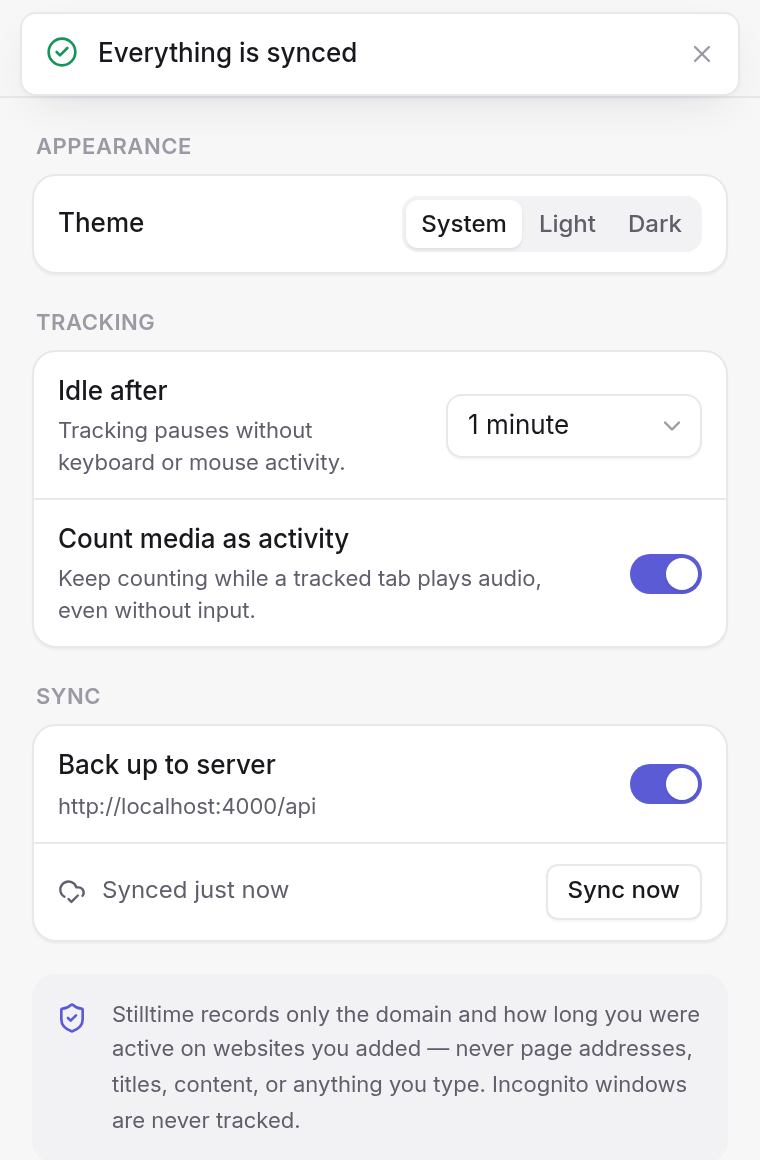 Everything is synced
APPEARANCE
Theme
System Light Dark
TRACKING
Idle after
Tracking pauses without
keyboard or mouse activity.
1 minute
Count media as activity
Keep counting while a tracked tab plays audio,
even without input.
SYNC
Back up to server
http://localhost:4000/api
Synced just now
Sync now
Stilltime records only the domain and how long you were
active on websites you added — never page addresses,
titles, content, or anything you type. Incognito windows
are never tracked.